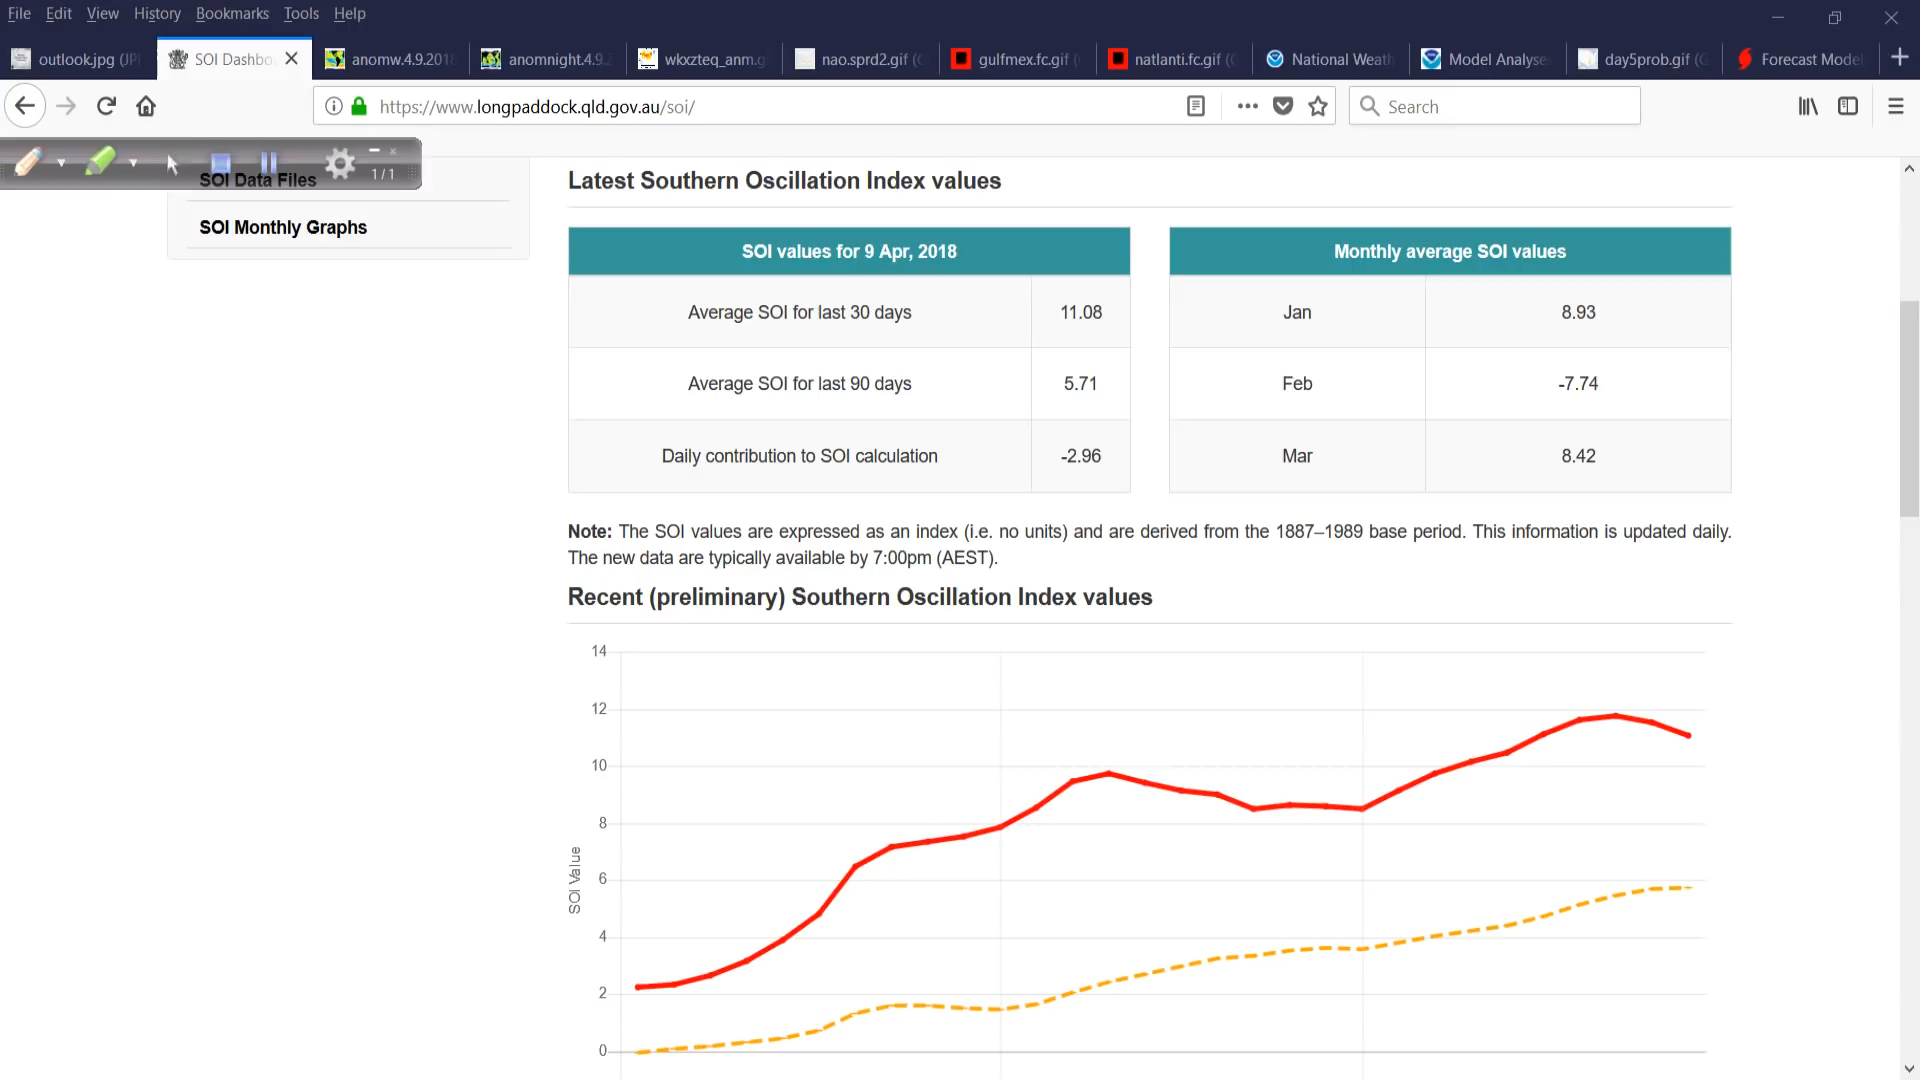 File Edit View History Bookmarks Tools Help
outlook.jpg (JP SOI Dashbo anomw.4.9.201 anomnight.4.9. wkxzteq_anm.g nao.sprd2.gif ( gulfmex.fc.gif ( natlanti.fc.gif ( National Weath Model Analyse day5prob.gif ( Forecast Model
https://www.longpaddock.qld.gov.au/soi/ Search
1/1
SOI Data Files
SOI Monthly Graphs
Latest Southern Oscillation Index values
SOI values for 9 Apr, 2018
Average SOI for last 30 days 11.08
Average SOI for last 90 days 5.71
Daily contribution to SOI calculation -2.96
Monthly average SOI values
Jan 8.93
Feb -7.74
Mar 8.42
Note: The SOI values are expressed as an index (i.e. no units) and are derived from the 1887–1989 base period. This information is updated daily.
The new data are typically available by 7:00pm (AEST).
Recent (preliminary) Southern Oscillation Index values
14
12
10
8
6
4
2
0
SOI Value